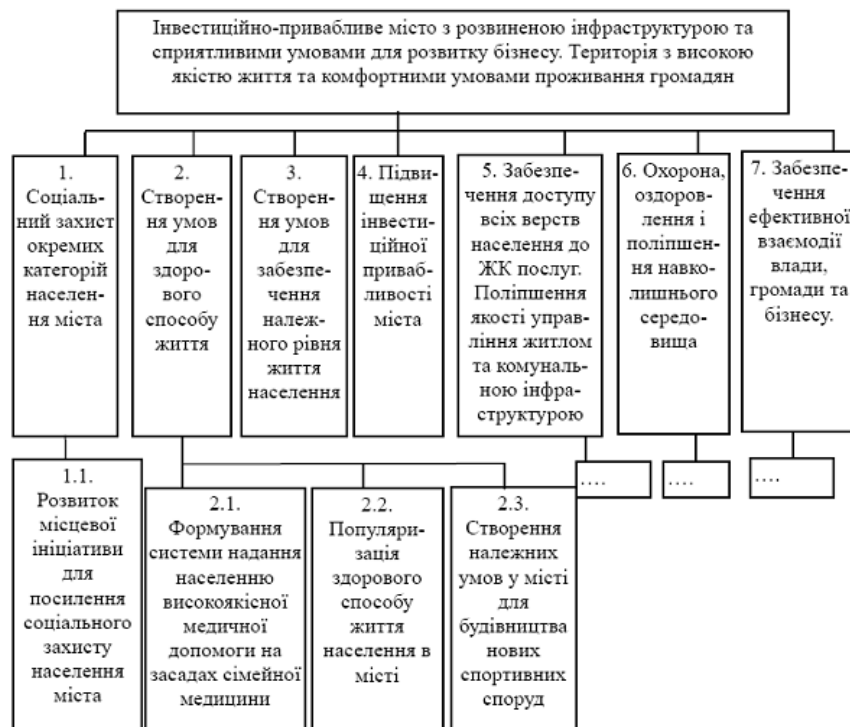 Інвестиційно-привабливе місто з розвиненою інфраструктурою та
сприятливими умовами для розвитку бізнесу. Територія з високою
якістю життя та комфортними умовами проживання громадян
1.
Соціаль-
ний захист
окремих
категорій
населен-
ня міста
2.
Створен-
ня умов
для
здоро-
вого
способу
життя
3.
Створен-
ня умов
для
забезпе-
чення
належ-
ного рівня
життя
населення
4. Підви-
щення
інвести-
ційної
приваб-
ливості
міста
5. Забезпе-
чення доступу
всіх верств
населення до
ЖК послуг.
Поліпшення
якості управ-
ління житлом
та комуналь-
ною інфра-
структурою
6. Охорона,
оздоров-
лення і
поліпшен-
ня навко-
лишнього
середо-
вища
7. Забезпе-
чення
ефективної
взаємодії
влади,
громади та
бізнесу.
1.1.
Розвиток
місцевої
ініціативи
для
посилення
соціального
захисту
населення
міста
2.1.
Формування
системи надання
населенню
високоякісної
медичної
допомоги на
засадах сімейної
медицини
2.2.
Популяри-
зація
здорового
способу
життя
населення в
місті
2.3.
Створення
належних
умов у місті
для
будівництва
нових
спортивних
споруд
....
....
....